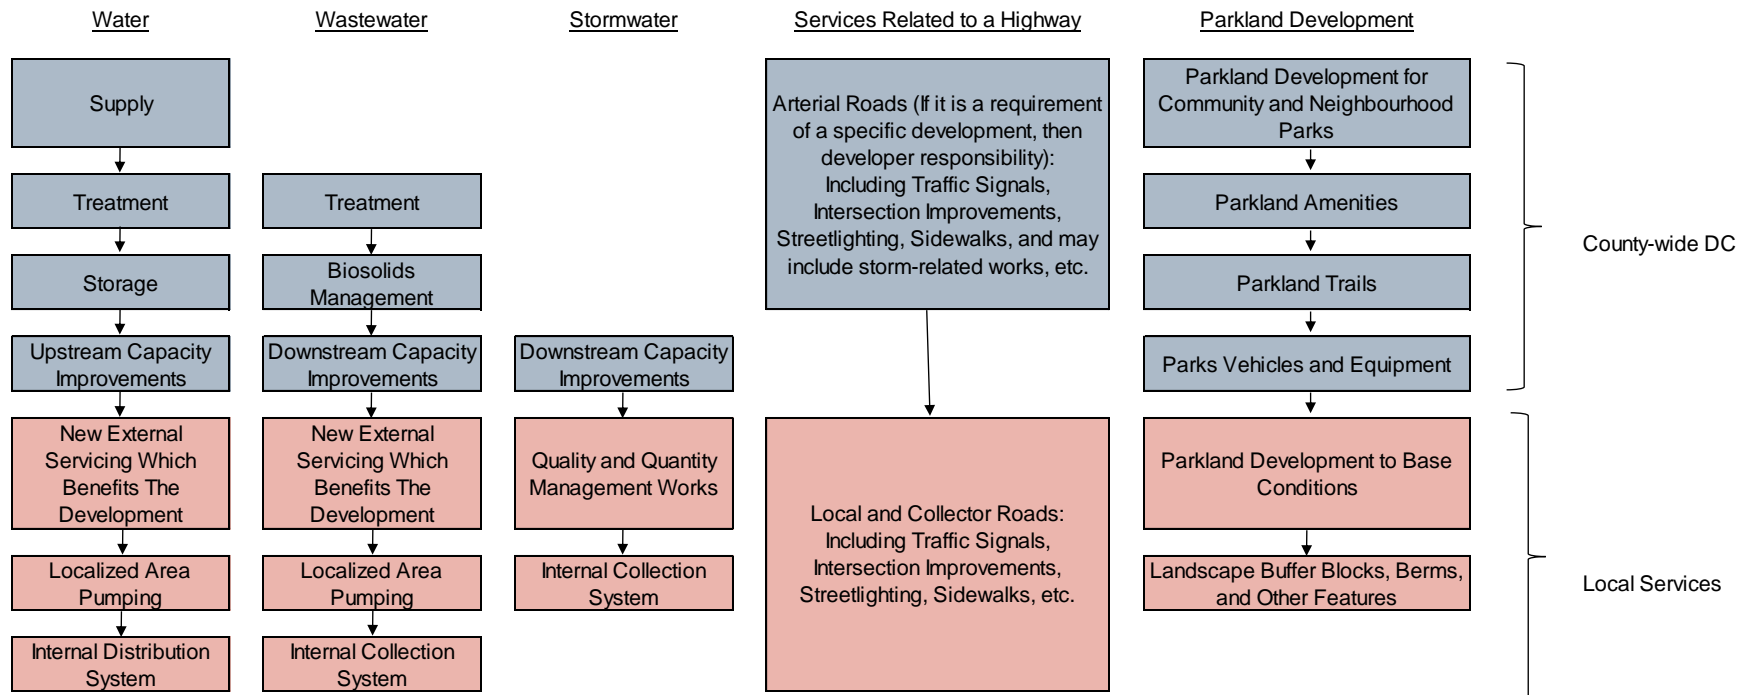 Water
Wastewater
Stormwater
Services Related to a Highway
Parkland Development
Supply
Treatment
Storage
Upstream Capacity
Improvements
New External
Servicing Which
Benefits The
Development
Localized Area
Pumping
Internal Distribution
System
Treatment
Biosolids
Management
Downstream Capacity
Improvements
New External
Servicing Which
Benefits The
Development
Localized Area
Pumping
Internal Collection
System
Downstream Capacity
Improvements
Quality and Quantity
Management Works
Internal Collection
System
Arterial Roads (If it is a requirement
of a specific development, then
developer responsibility):
Including Traffic Signals,
Intersection Improvements,
Streetlighting, Sidewalks, and may
include storm-related works, etc.
Local and Collector Roads:
Including Traffic Signals,
Intersection Improvements,
Streetlighting, Sidewalks, etc.
Parkland Development for
Community and Neighbourhood
Parks
Parkland Amenities
Parkland Trails
Parks Vehicles and Equipment
Parkland Development to Base
Conditions
Landscape Buffer Blocks, Berms,
and Other Features
County-wide DC
Local Services